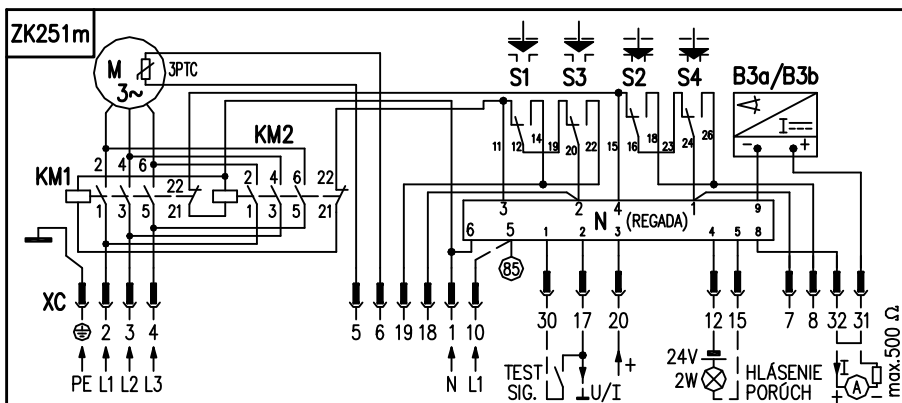 ZK251m
M
3~
3PTC
S1 S3 S2 S4 B3a/B3b
I
- +
KM2
KM1
2 4 6 22
1 3 5 21
2 4 6 22
1 3 5 21
11 12 14 19 20 22 15 16 18 23 24 26
3 2 4 1 9
N (REGADA)
6 5 1 2 3 4 5 8
85
XC
2 3 4 5 6 19 18 1 10 30 17 20 12 15 7 8 32 31
PE L1 L2 L3 N L1
TEST
SIG.
U/I
+
24V
2W
HLÁSENIE
PORÚCH
I
A
+ -
max.500 Ω